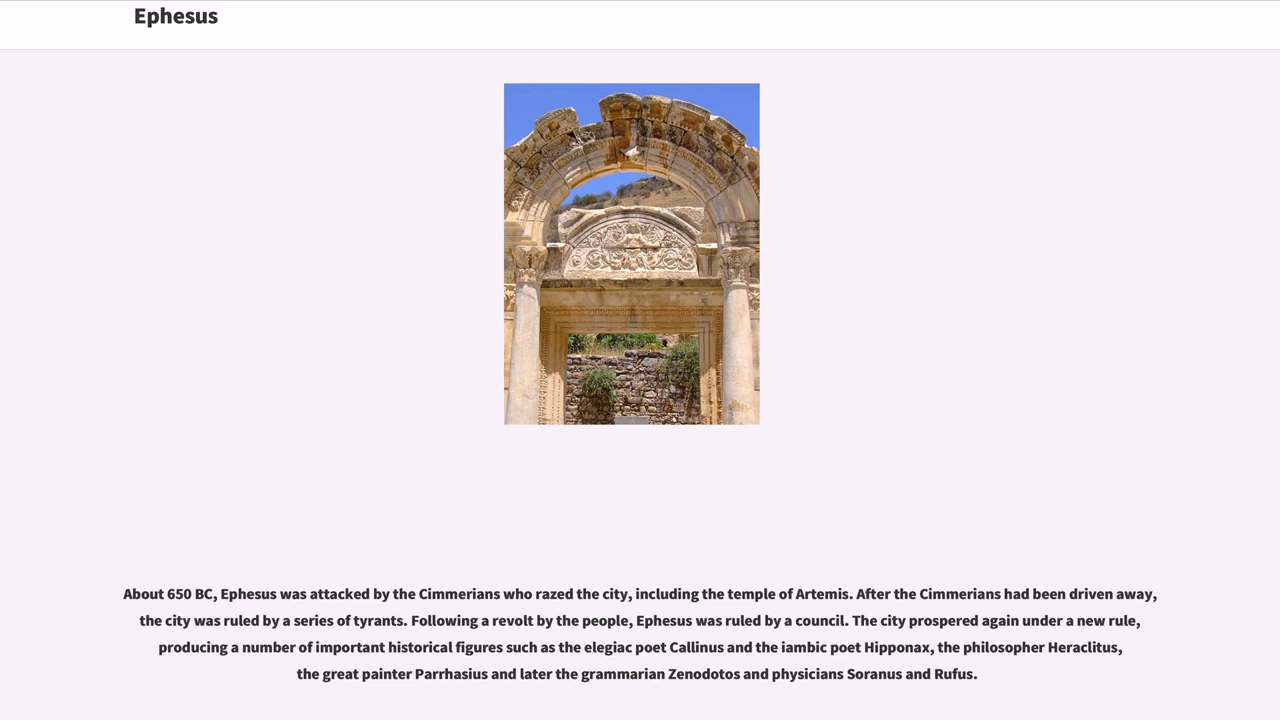 Ephesus
About 650 BC, Ephesus was attacked by the Cimmerians who razed the city, including the temple of Artemis. After the Cimmerians had been driven away,
the city was ruled by a series of tyrants. Following a revolt by the people, Ephesus was ruled by a council. The city prospered again under a new rule,
producing a number of important historical figures such as the elegiac poet Callinus and the iambic poet Hipponax, the philosopher Heraclitus,
the great painter Parrhasius and later the grammarian Zenodotos and physicians Soranus and Rufus.